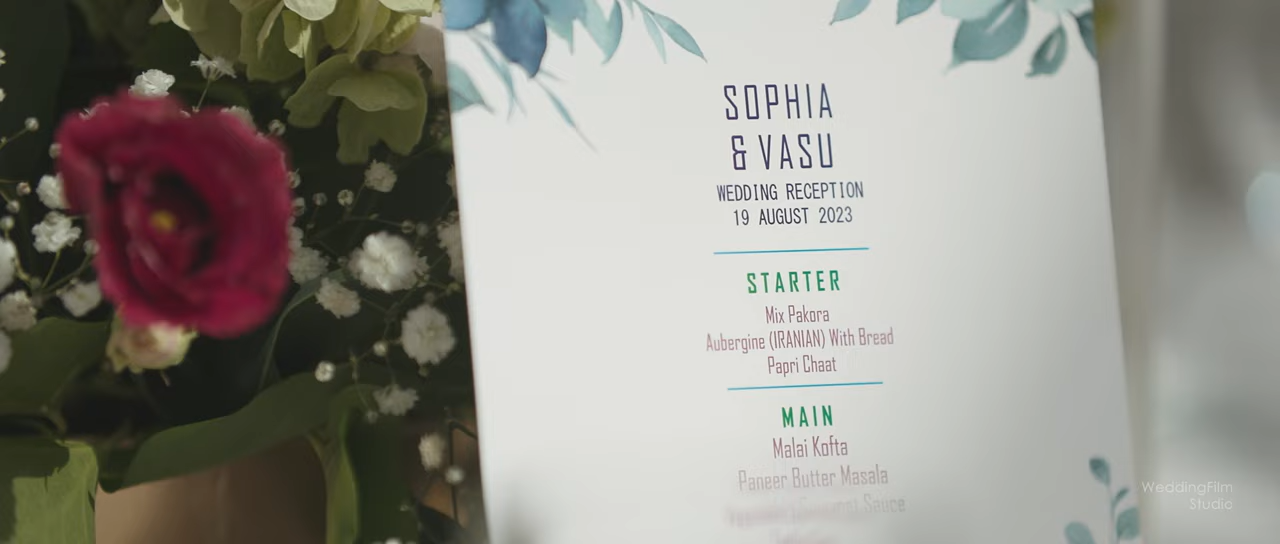 SOPHIA
& VASU
WEDDING RECEPTION
19 AUGUST 2023
STARTER
Mix Pakora
Aubergine (IRANIAN) With Bread
Papri Chaat
MAIN
Malai Kofta
Paneer Butter Masala
Sauce
WeddingFilm
Studio